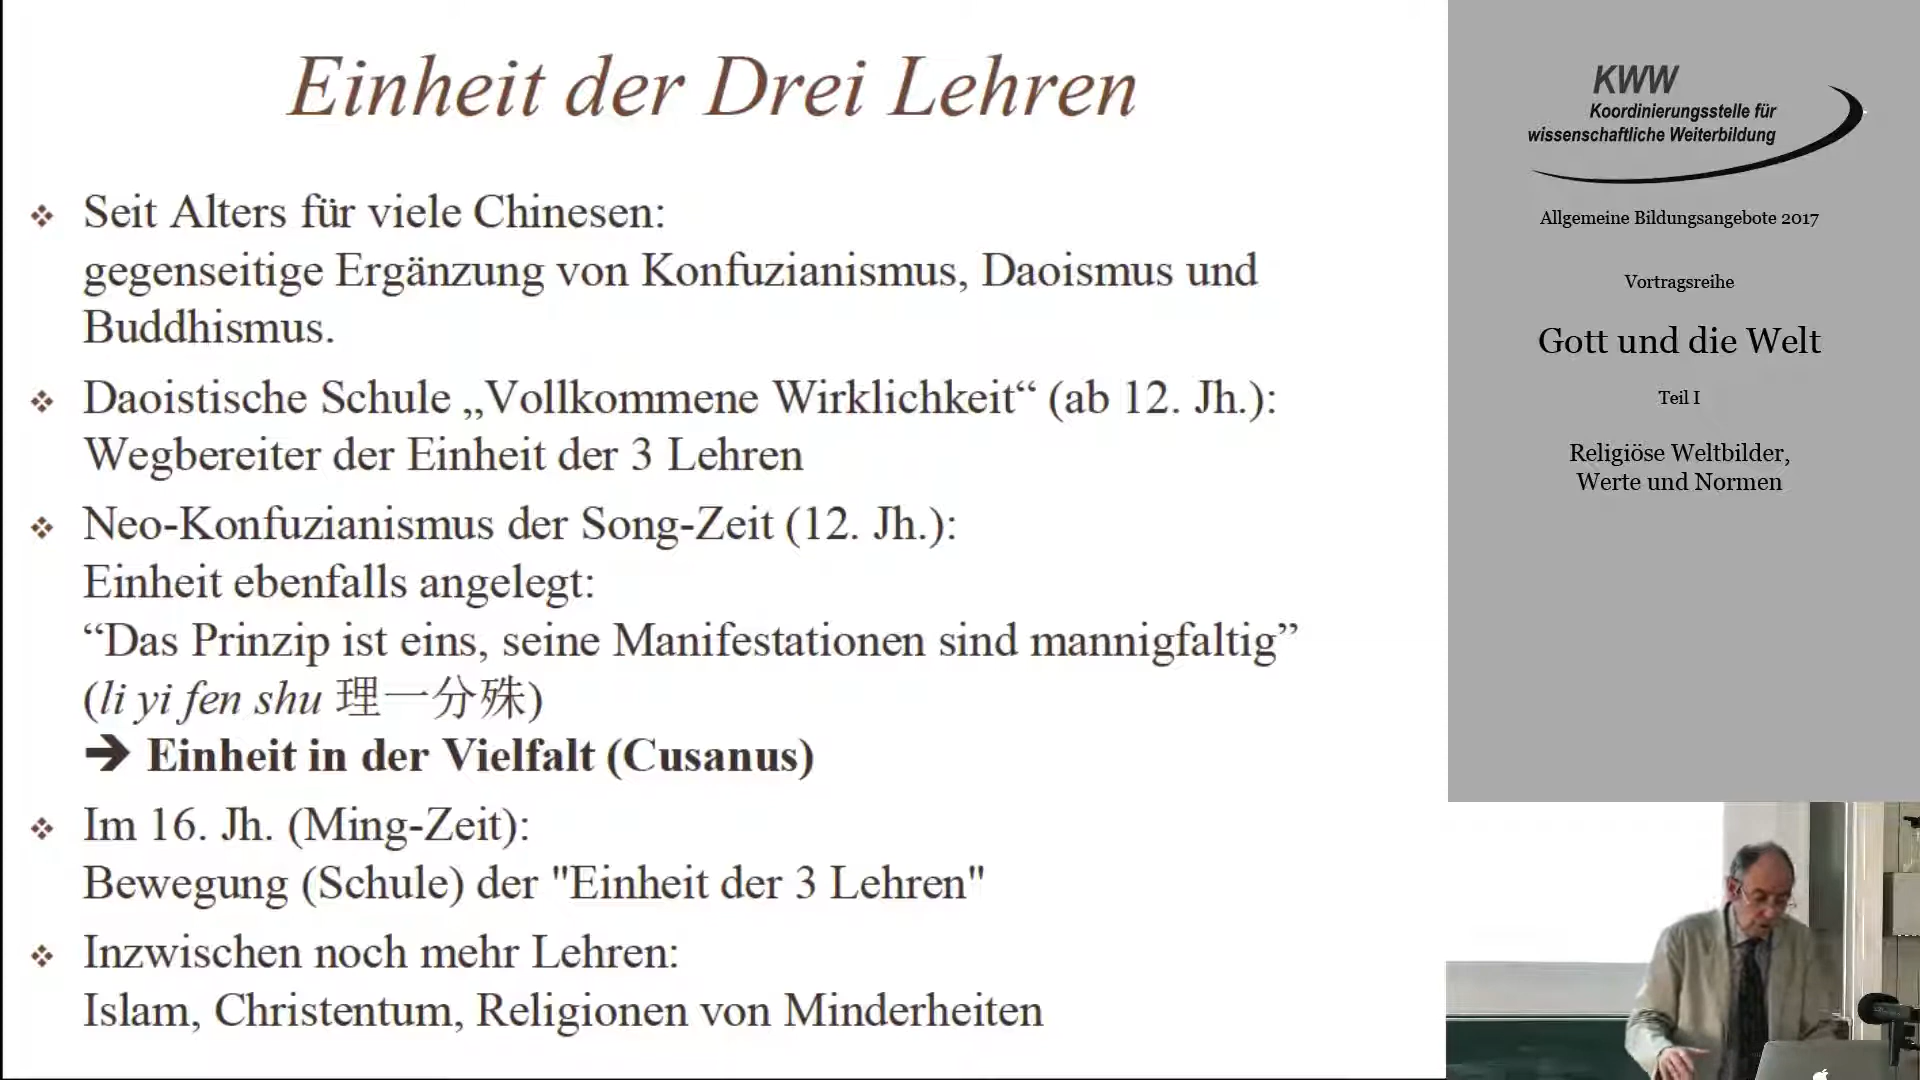 Einheit der Drei Lehren
Seit Alters für viele Chinesen:
gegenseitige Ergänzung von Konfuzianismus, Daoismus und
Buddhismus.
Daoistische Schule „Vollkommene Wirklichkeit“ (ab 12. Jh.):
Wegbereiter der Einheit der 3 Lehren
Neo-Konfuzianismus der Song-Zeit (12. Jh.):
Einheit ebenfalls angelegt:
“Das Prinzip ist eins, seine Manifestationen sind mannigfaltig”
(li yi fen shu 理一分殊)
➔ Einheit in der Vielfalt (Cusanus)
Im 16. Jh. (Ming-Zeit):
Bewegung (Schule) der "Einheit der 3 Lehren"
Inzwischen noch mehr Lehren:
Islam, Christentum, Religionen von Minderheiten
KWW
Koordinierungsstelle für
wissenschaftliche Weiterbildung
Allgemeine Bildungsangebote 2017
Vortragsreihe
Gott und die Welt
Teil I
Religiöse Weltbilder,
Werte und Normen